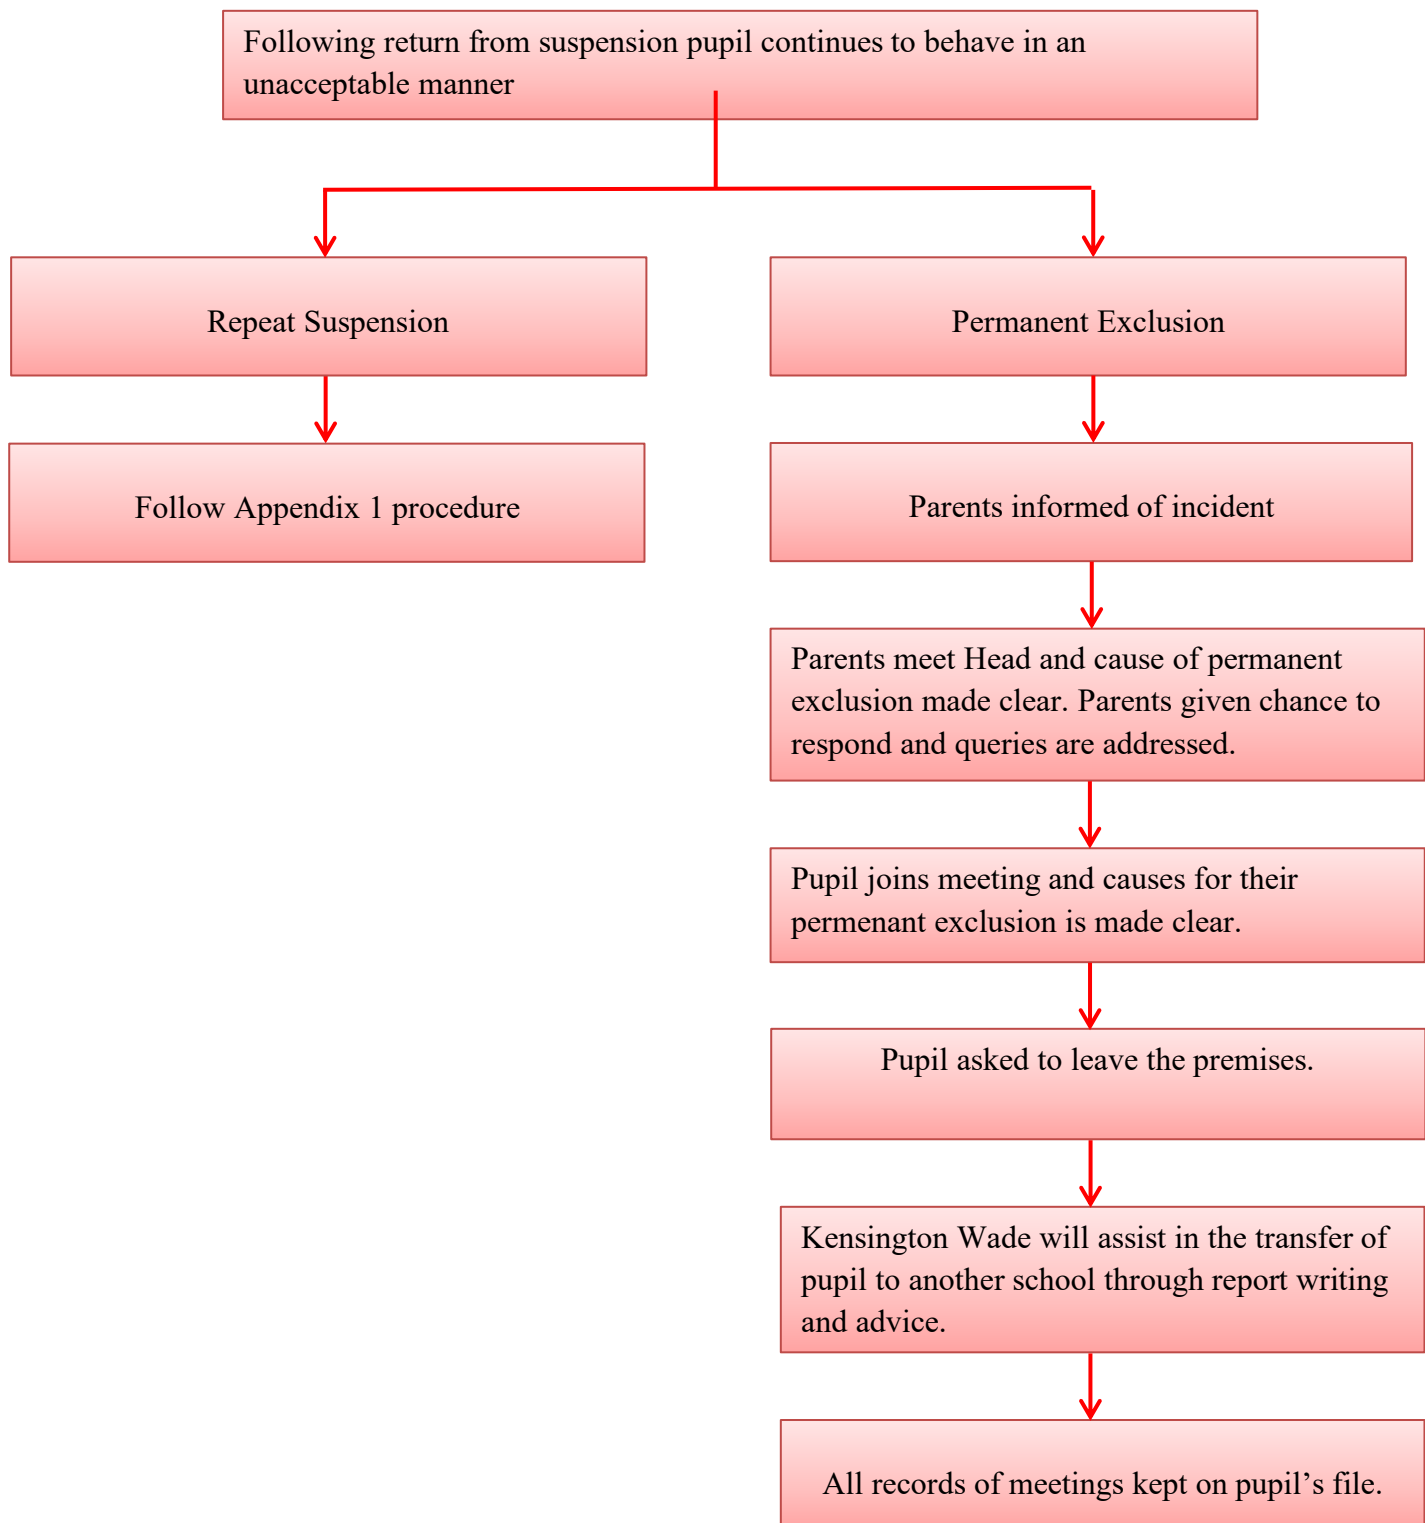 Following return from suspension pupil continues to behave in an
unacceptable manner
Repeat Suspension
Permanent Exclusion
Follow Appendix 1 procedure
Parents informed of incident
Parents meet Head and cause of permanent
exclusion made clear. Parents given chance to
respond and queries are addressed.
Pupil joins meeting and causes for their
permenant exclusion is made clear.
Pupil asked to leave the premises.
Kensington Wade will assist in the transfer of
pupil to another school through report writing
and advice.
All records of meetings kept on pupil’s file.